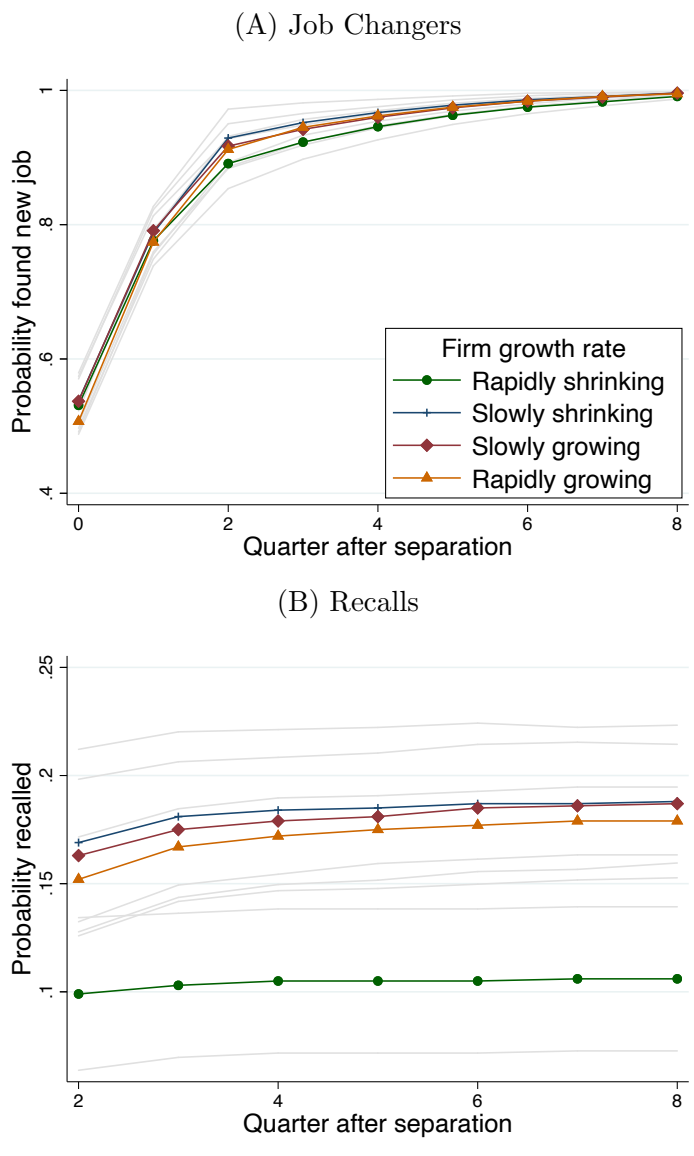 (A) Job Changers
Probability found new job
1
.8
.6
.4
0 2 4 6 8
Quarter after separation
Firm growth rate
Rapidly shrinking
Slowly shrinking
Slowly growing
Rapidly growing
(B) Recalls
Probability recalled
.25
.2
.15
.1
2 4 6 8
Quarter after separation